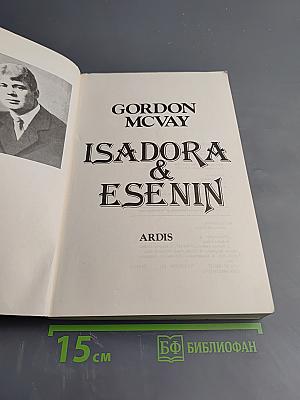 GORDON
MCVAY
ISADORA
&
ESENIN
ARDIS
15 см
БФ БИБЛИОФАН